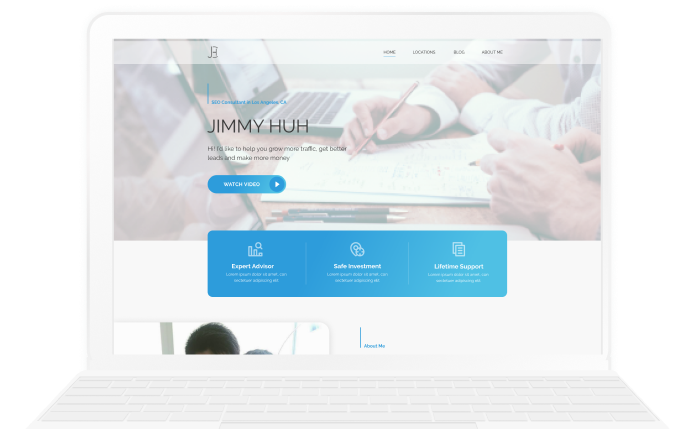 JH
HOME LOCATIONS BLOG ABOUT ME
SEO Consultant in Los Angeles, CA
JIMMY HUH
Hi! I'd like to help you grow more traffic, get better
leads and make more money
WATCH VIDEO
Expert Advisor
Lorem ipsum dolor sit amet, con
sectetuer adipiscing elit
Safe Investment
Lorem ipsum dolor sit amet, con
sectetuer adipiscing elit
Lifetime Support
Lorem ipsum dolor sit amet, con
sectetuer adipiscing elit
About Me